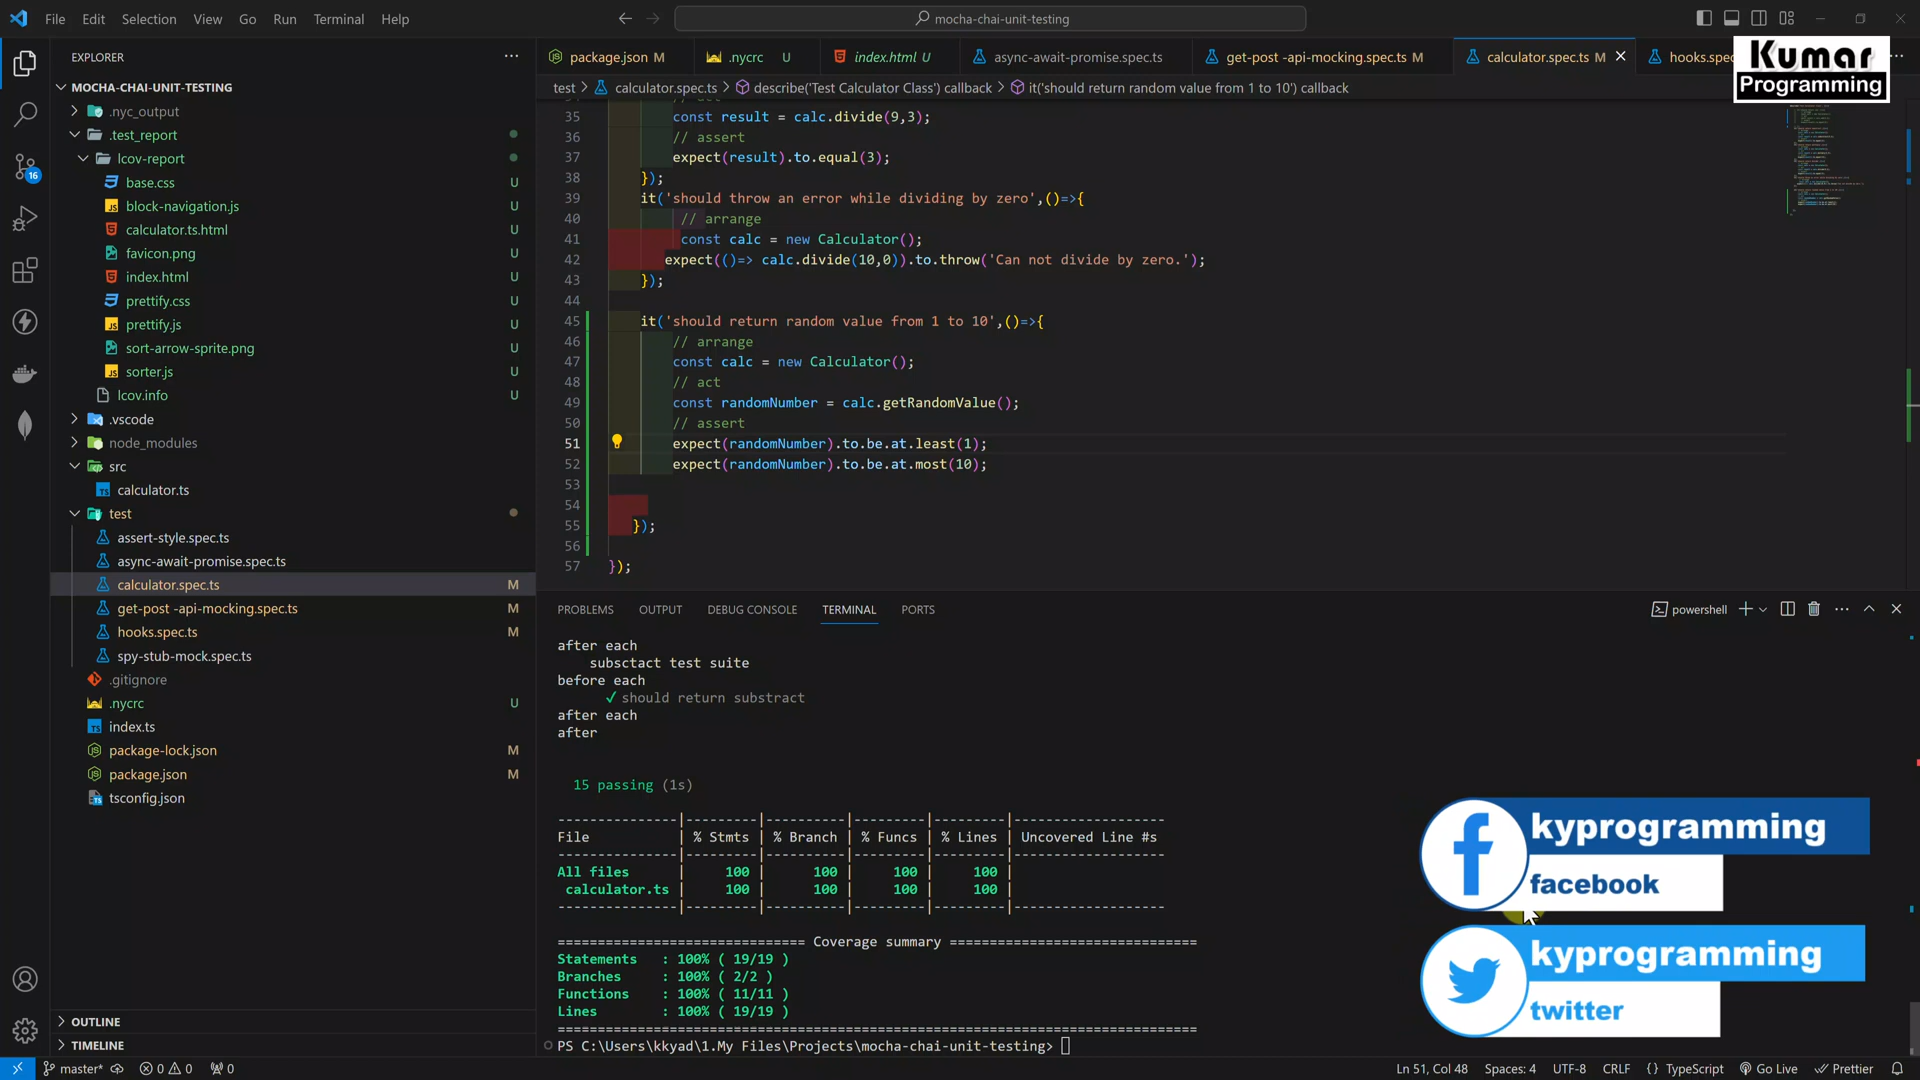 File Edit Selection View Go Run Terminal Help
mocha-chai-unit-testing
EXPLORER
package.json M
.nycrc U
index.html U
async-await-promise.spec.ts
get-post -api-mocking.spec.ts M
calculator.spec.ts M
hooks.spec
Kumar
Programming
test > calculator.spec.ts > describe('Test Calculator Class') callback > it('should return random value from 1 to 10') callback
MOCHA-CHAI-UNIT-TESTING
.nyc_output
.test_report
lcov-report
base.css U
block-navigation.js U
calculator.ts.html U
favicon.png U
index.html U
prettify.css U
prettify.js U
sort-arrow-sprite.png U
sorter.js U
lcov.info U
.vscode
node_modules
src
calculator.ts
test
assert-style.spec.ts
async-await-promise.spec.ts
calculator.spec.ts M
get-post -api-mocking.spec.ts M
hooks.spec.ts M
spy-stub-mock.spec.ts
.gitignore
.nycrc U
index.ts
package-lock.json M
package.json M
tsconfig.json
OUTLINE
TIMELINE
16
35 const result = calc.divide(9,3);
36 // assert
37 expect(result).to.equal(3);
38 });
39 it('should throw an error while dividing by zero',()=>{
40 // arrange
41 const calc = new Calculator();
42 expect(()=> calc.divide(10,0)).to.throw('Can not divide by zero.');
43 });
44
45 it('should return random value from 1 to 10',()=>{
46 // arrange
47 const calc = new Calculator();
48 // act
49 const randomNumber = calc.getRandomValue();
50 // assert
51 expect(randomNumber).to.be.at.least(1);
52 expect(randomNumber).to.be.at.most(10);
53
54
55 });
56
57 });
PROBLEMS OUTPUT DEBUG CONSOLE TERMINAL PORTS
powershell
after each
subsctact test suite
before each
✓ should return substract
after each
after
15 passing (1s)
---------------|---------|----------|---------|---------|-------------------
File | % Stmts | % Branch | % Funcs | % Lines | Uncovered Line #s
---------------|---------|----------|---------|---------|-------------------
All files | 100 | 100 | 100 | 100 |
calculator.ts | 100 | 100 | 100 | 100 |
---------------|---------|----------|---------|---------|-------------------
=============================== Coverage summary ===============================
Statements : 100% ( 19/19 )
Branches : 100% ( 2/2 )
Functions : 100% ( 11/11 )
Lines : 100% ( 19/19 )
================================================================================
PS C:\Users\kkyad\1.My Files\Projects\mocha-chai-unit-testing>
kyprogramming
facebook
kyprogramming
twitter
master* 0 0 0
Ln 51, Col 48 Spaces: 4 UTF-8 CRLF {} TypeScript Go Live Prettier